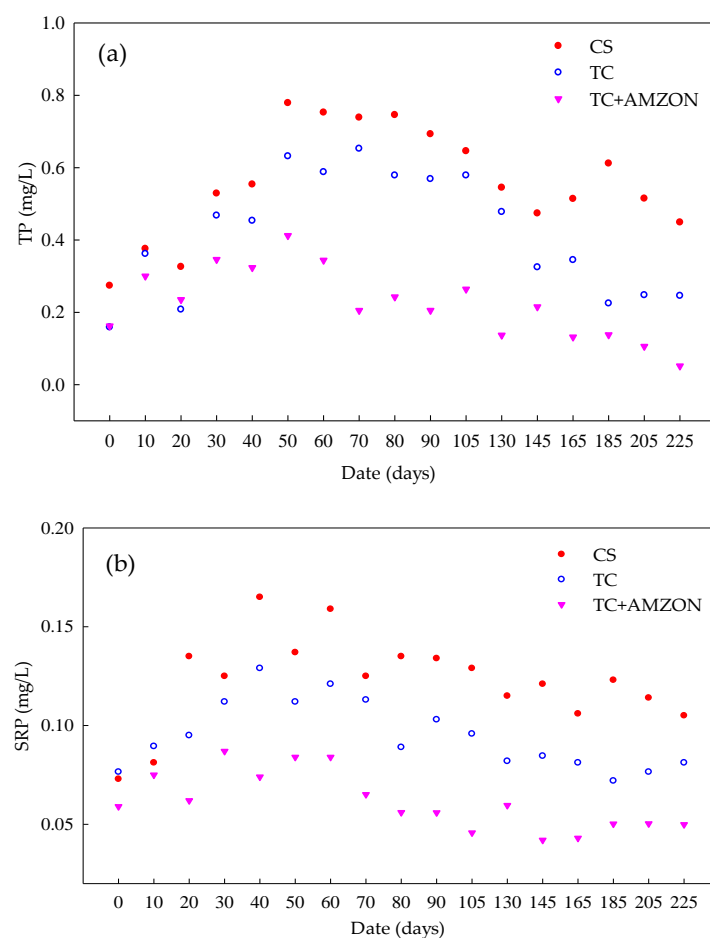 (a)
CS
TC
TC+AMZON
TP (mg/L)
1.0
0.8
0.6
0.4
0.2
0.0
0 10 20 30 40 50 60 70 80 90 105 130 145 165 185 205 225
Date (days)
(b)
CS
TC
TC+AMZON
SRP (mg/L)
0.20
0.15
0.10
0.05
0 10 20 30 40 50 60 70 80 90 105 130 145 165 185 205 225
Date (days)